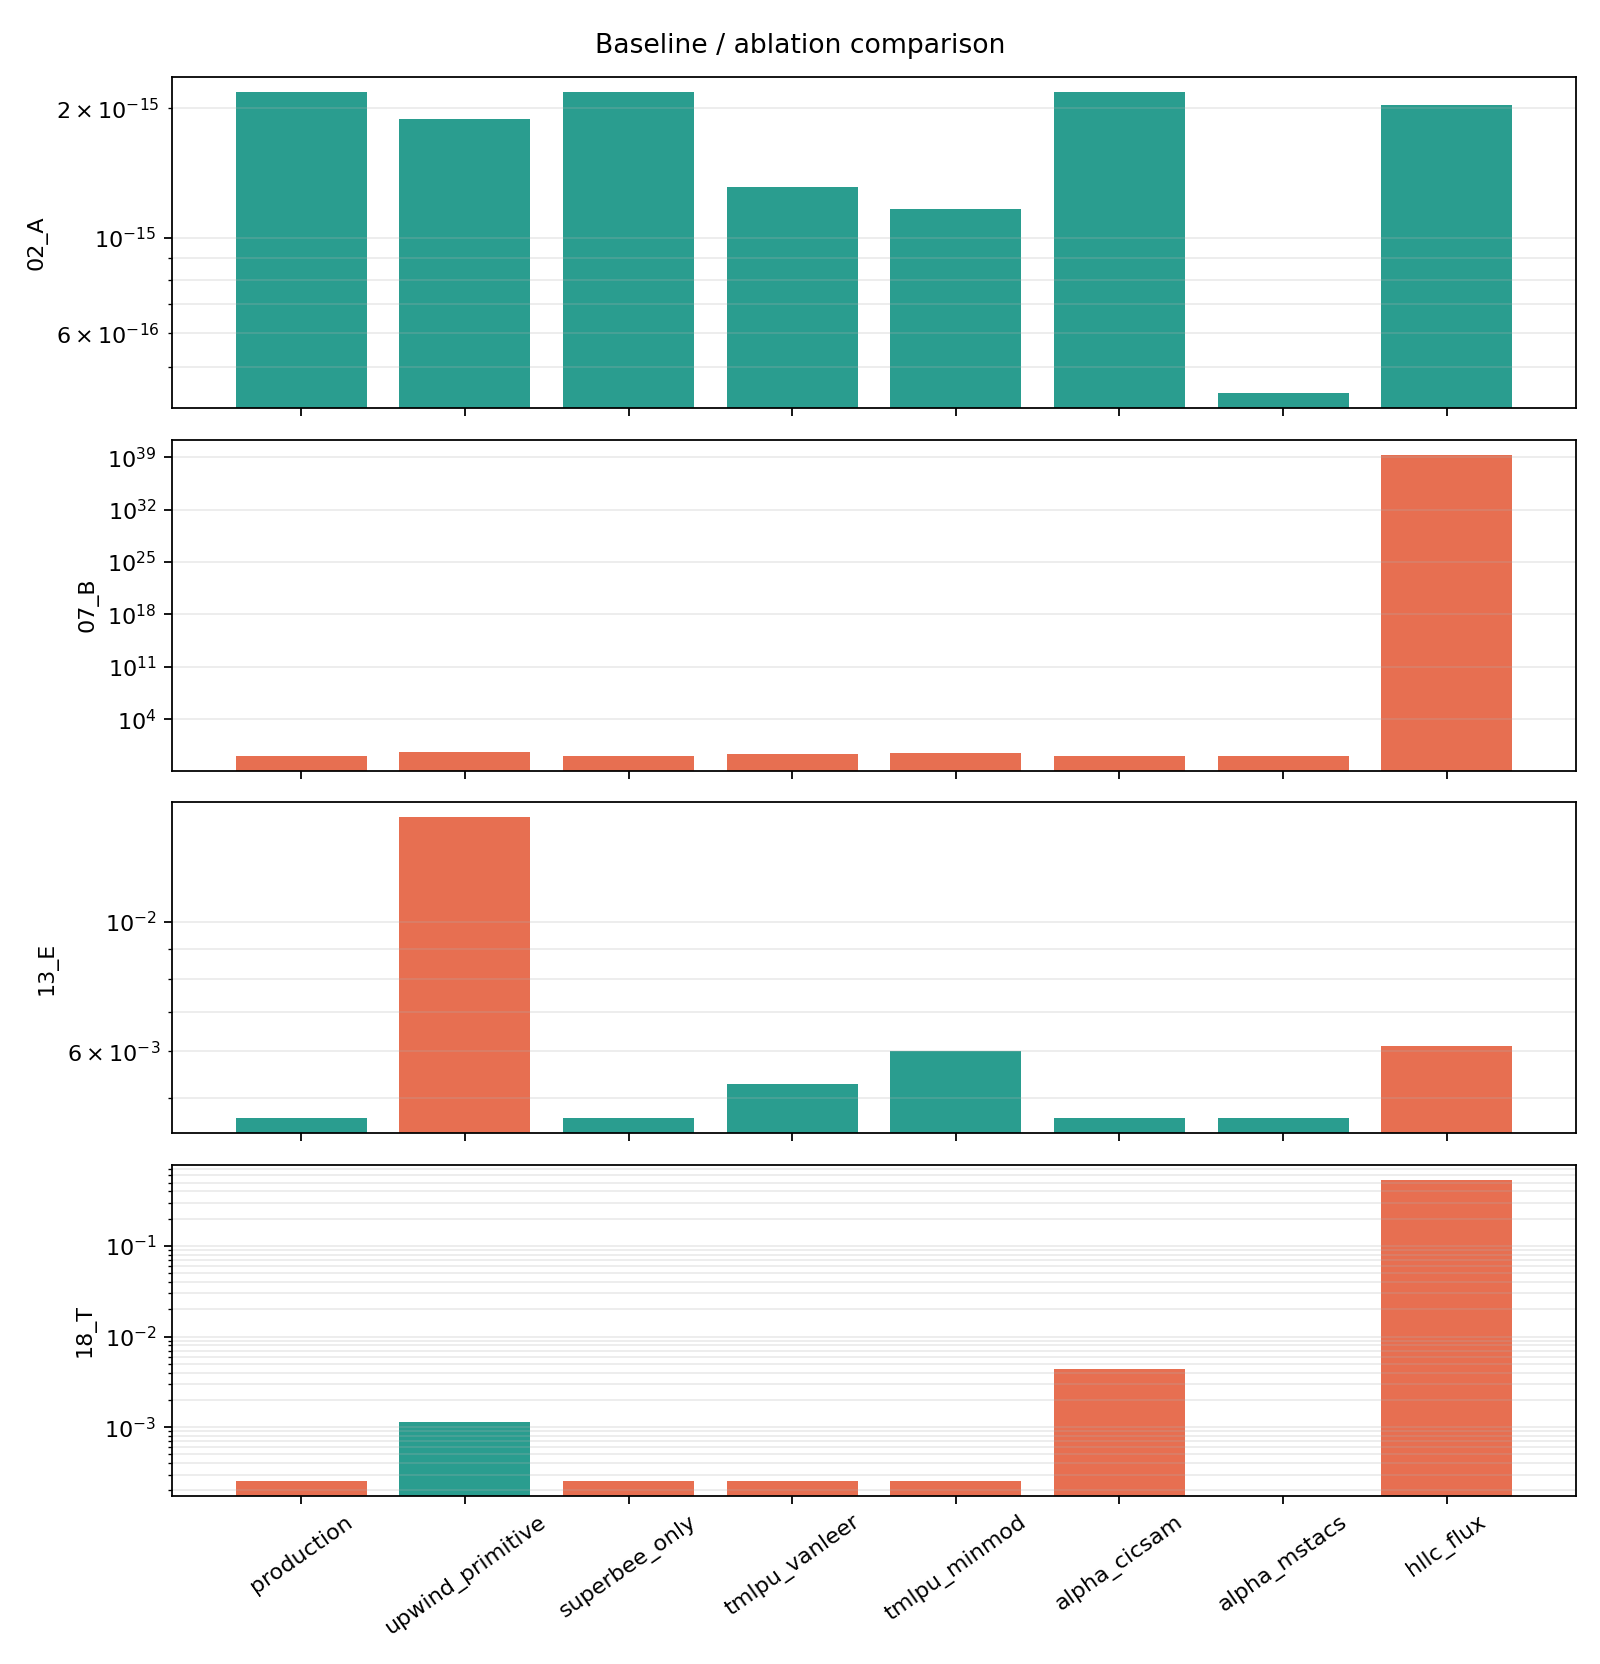 Baseline / ablation comparison
02_A
2 × 10⁻¹⁵
10⁻¹⁵
6 × 10⁻¹⁶
07_B
10³⁹
10³²
10²⁵
10¹⁸
10¹¹
10⁴
13_E
10⁻²
6 × 10⁻³
18_T
10⁻¹
10⁻²
10⁻³
production
upwind_primitive
superbee_only
tmlpu_vanleer
tmlpu_minmod
alpha_cicsam
alpha_mstacs
hllc_flux